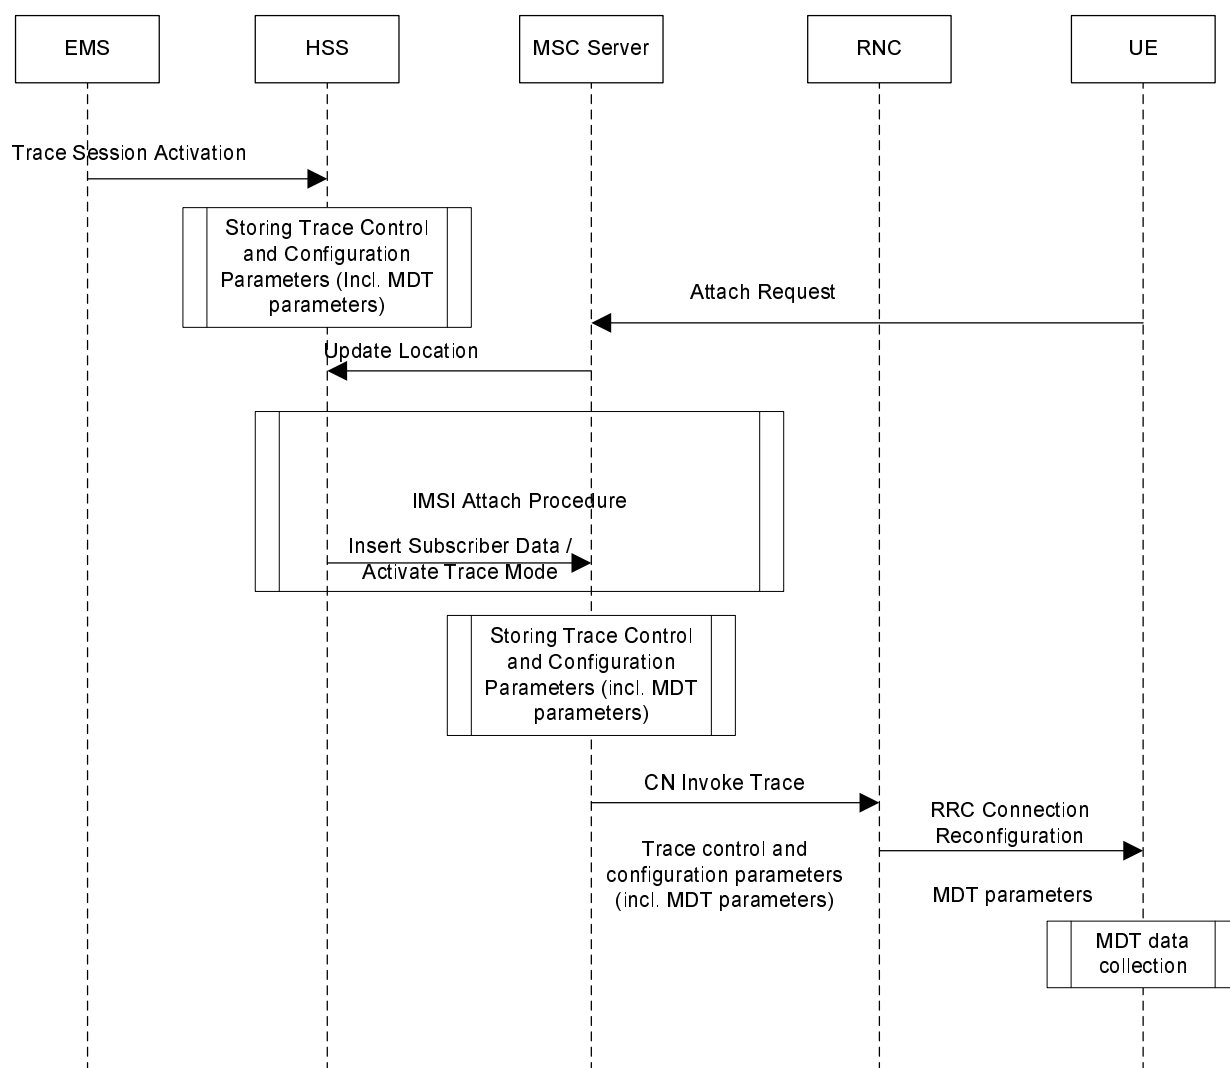 EMS
HSS
MSC Server
RNC
UE
Trace Session Activation
Storing Trace Control
and Configuration
Parameters (Incl. MDT
parameters)
Attach Request
Update Location
IMSI Attach Procedure
Insert Subscriber Data /
Activate Trace Mode
Storing Trace Control
and Configuration
Parameters (incl. MDT
parameters)
CN Invoke Trace
RRC Connection
Reconfiguration
Trace control and
configuration parameters
(incl. MDT parameters)
MDT parameters
MDT data
collection